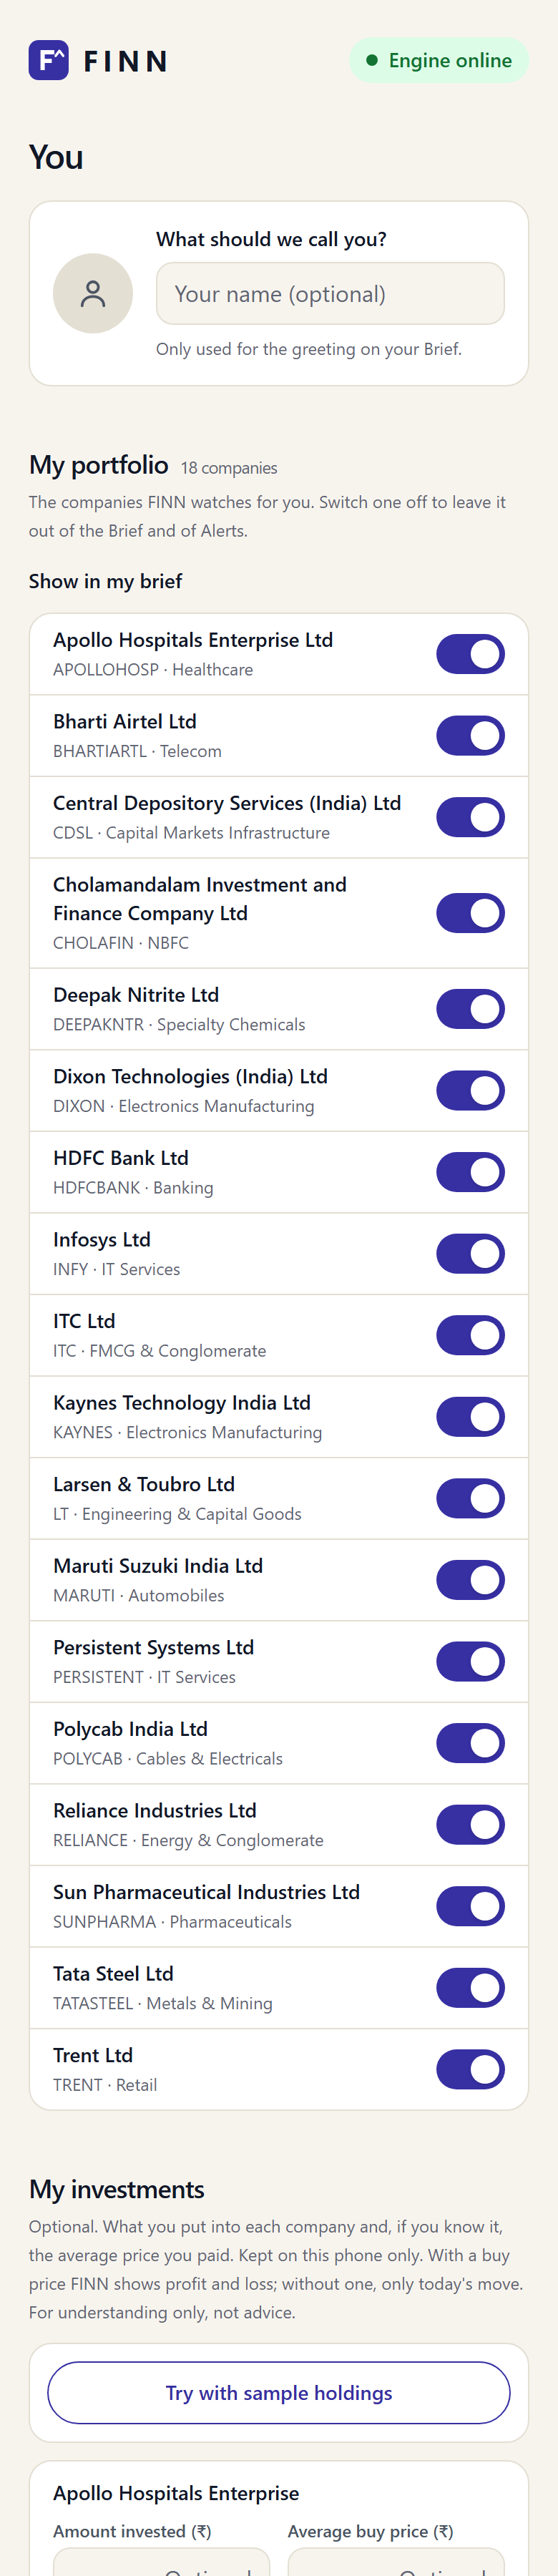 F^ FINN
Engine online
You
What should we call you?
Your name (optional)
Only used for the greeting on your Brief.
My portfolio 18 companies
The companies FINN watches for you. Switch one off to leave it
out of the Brief and of Alerts.
Show in my brief
Apollo Hospitals Enterprise Ltd
APOLLOHOSP · Healthcare
Bharti Airtel Ltd
BHARTIARTL · Telecom
Central Depository Services (India) Ltd
CDSL · Capital Markets Infrastructure
Cholamandalam Investment and
Finance Company Ltd
CHOLAFIN · NBFC
Deepak Nitrite Ltd
DEEPAKNTR · Specialty Chemicals
Dixon Technologies (India) Ltd
DIXON · Electronics Manufacturing
HDFC Bank Ltd
HDFCBANK · Banking
Infosys Ltd
INFY · IT Services
ITC Ltd
ITC · FMCG & Conglomerate
Kaynes Technology India Ltd
KAYNES · Electronics Manufacturing
Larsen & Toubro Ltd
LT · Engineering & Capital Goods
Maruti Suzuki India Ltd
MARUTI · Automobiles
Persistent Systems Ltd
PERSISTENT · IT Services
Polycab India Ltd
POLYCAB · Cables & Electricals
Reliance Industries Ltd
RELIANCE · Energy & Conglomerate
Sun Pharmaceutical Industries Ltd
SUNPHARMA · Pharmaceuticals
Tata Steel Ltd
TATASTEEL · Metals & Mining
Trent Ltd
TRENT · Retail
My investments
Optional. What you put into each company and, if you know it,
the average price you paid. Kept on this phone only. With a buy
price FINN shows profit and loss; without one, only today's move.
For understanding only, not advice.
Try with sample holdings
Apollo Hospitals Enterprise
Amount invested (₹) Average buy price (₹)
Optional Optional